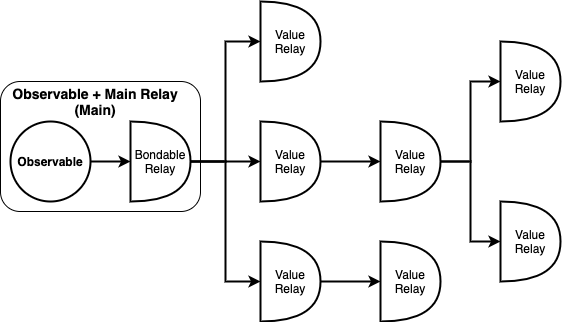 Observable + Main Relay
(Main)
Observable
Bondable
Relay
Value
Relay
Value
Relay
Value
Relay
Value
Relay
Value
Relay
Value
Relay
Value
Relay